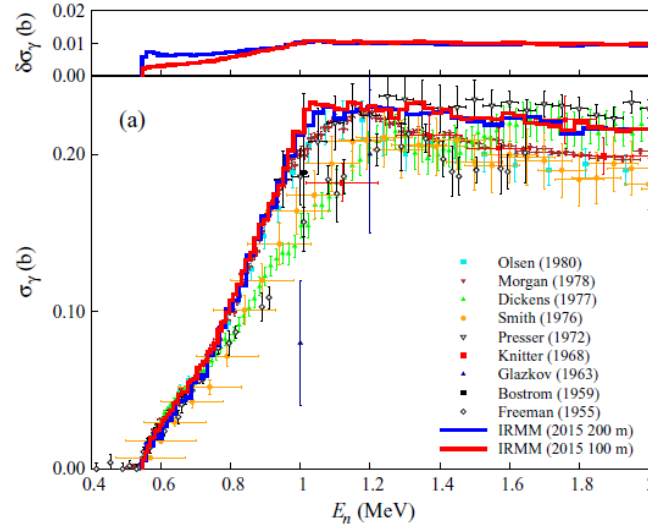 δσγ (b)
0.01
0.00
(a)
σγ (b)
0.20
0.10
0.00
Olsen (1980)
Morgan (1978)
Dickens (1977)
Smith (1976)
Presser (1972)
Knitter (1968)
Glazkov (1963)
Bostrom (1959)
Freeman (1955)
IRMM (2015 200 m)
IRMM (2015 100 m)
0.4 0.6 0.8 1 1.2 1.4 1.6 1.8
En (MeV)